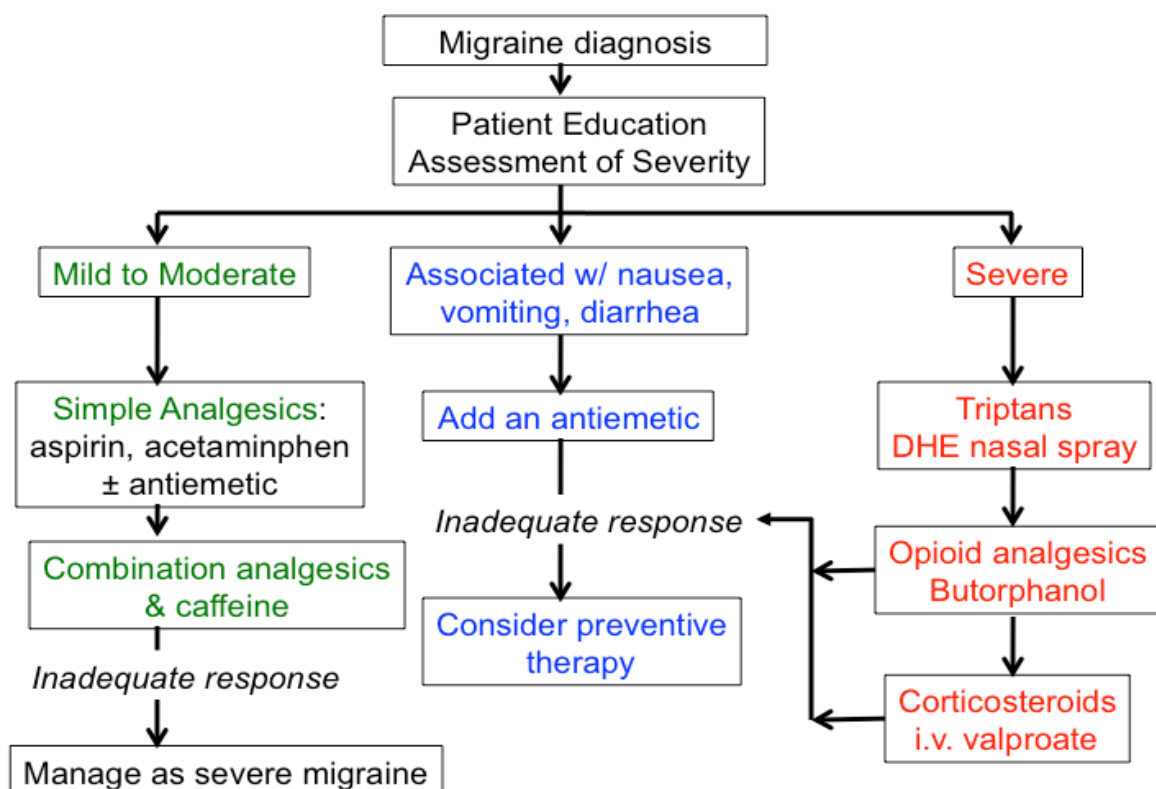 Migraine diagnosis
Patient Education
Assessment of Severity
Mild to Moderate
Associated w/ nausea,
vomiting, diarrhea
Severe
Simple Analgesics:
aspirin, acetaminphen
± antiemetic
Add an antiemetic
Triptans
DHE nasal spray
Combination analgesics
& caffeine
Inadequate response
Opioid analgesics
Butorphanol
Inadequate response
Consider preventive
therapy
Corticosteroids
i.v. valproate
Manage as severe migraine